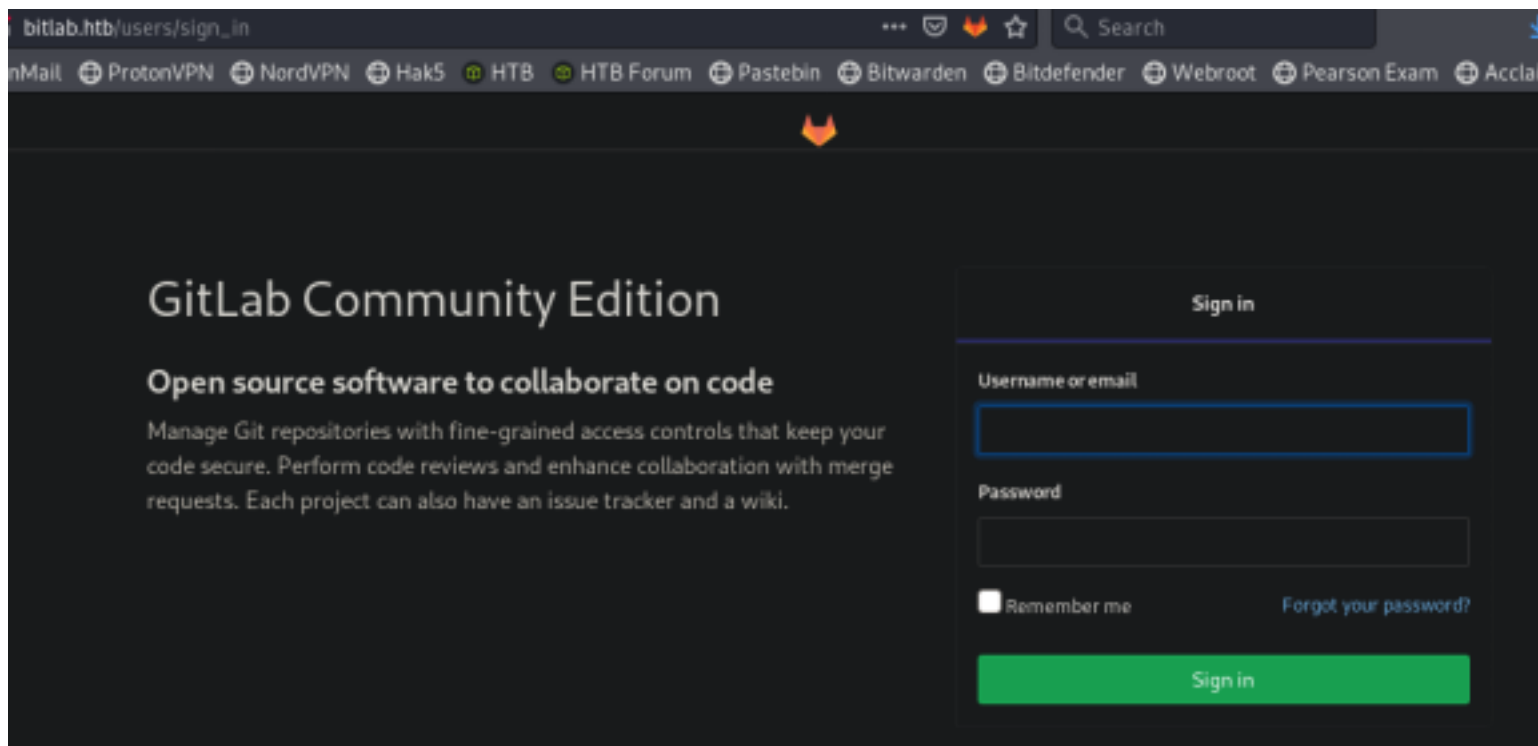 bitlab.htb/users/sign_in
Search
nMail ProtonVPN NordVPN Hak5 HTB HTB Forum Pastebin Bitwarden Bitdefender Webroot Pearson Exam Acclai
GitLab Community Edition
Open source software to collaborate on code
Manage Git repositories with fine-grained access controls that keep your
code secure. Perform code reviews and enhance collaboration with merge
requests. Each project can also have an issue tracker and a wiki.
Sign in
Username or email
Password
Remember me
Forgot your password?
Sign in